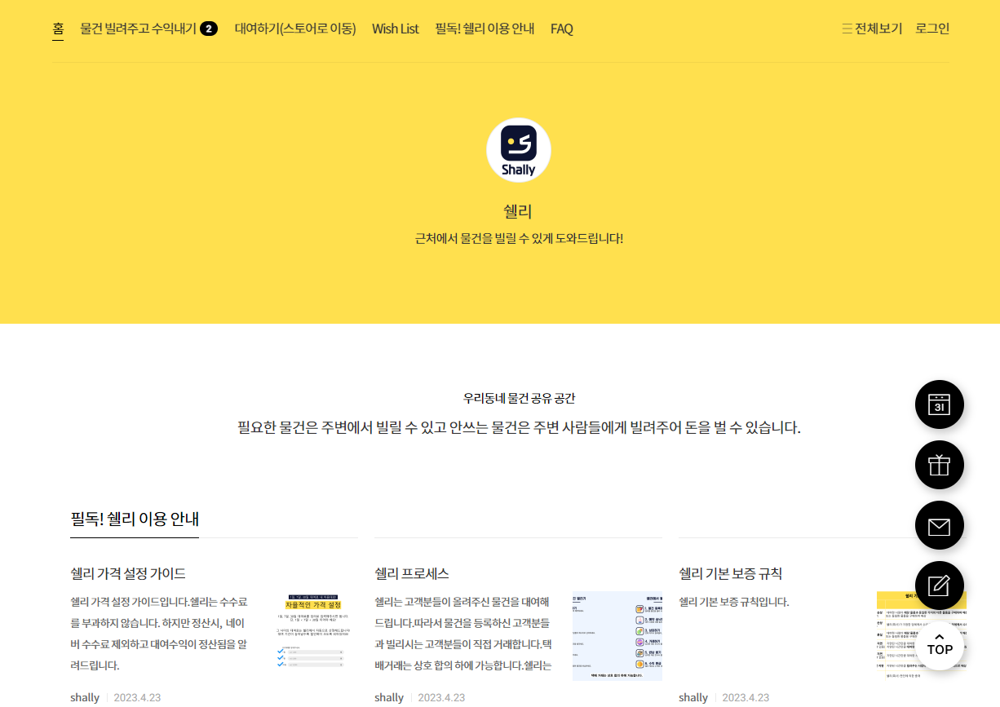 홈 물건 빌려주고 수익내기 2 대여하기(스토어로 이동) Wish List 필독! 쉘리 이용 안내 FAQ 전체보기 로그인
Shally
쉘리
근처에서 물건을 빌릴 수 있게 도와드립니다!
우리동네 물건 공유 공간
필요한 물건은 주변에서 빌릴 수 있고 안쓰는 물건은 주변 사람들에게 빌려주어 돈을 벌 수 있습니다.
31
필독! 쉘리 이용 안내
쉘리 가격 설정 가이드
쉘리 가격 설정 가이드입니다.쉘리는 수수료
를 부과하지 않습니다. 하지만 정산시, 네이
버 수수료 제외하고 대여수익이 정산됨을 알
려드립니다.
자율적인 가격 설정
shally 2023.4.23
쉘리 프로세스
쉘리는 고객분들이 올려주신 물건을 대여해
드립니다.따라서 물건을 등록하신 고객분들
과 빌리시는 고객분들이 직접 거래합니다.택
배거래는 상호 합의 하에 가능합니다.쉘리는
택배 거래는 상호 합의 하에 가능합니다.
shally 2023.4.23
쉘리 기본 보증 규칙
쉘리 기본 보증 규칙입니다.
shally 2023.4.23
TOP